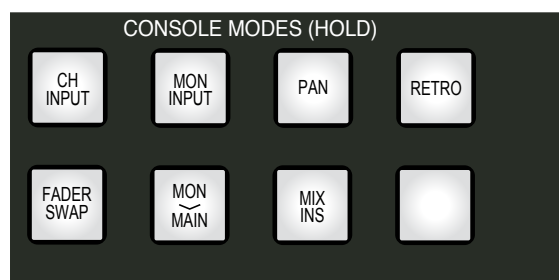 CONSOLE MODES (HOLD)
CH
INPUT
MON
INPUT
PAN
RETRO
FADER
SWAP
MON
MAIN
MIX
INS